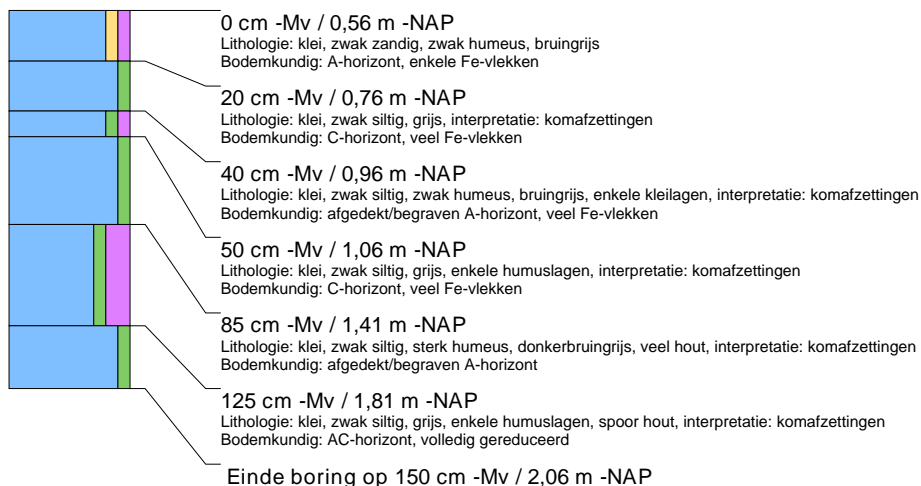 0 cm -Mv / 0,56 m -NAP
Lithologie: klei, zwak zandig, zwak humeus, bruingrijs
Bodemkundig: A-horizont, enkele Fe-vlekken
20 cm -Mv / 0,76 m -NAP
Lithologie: klei, zwak siltig, grijs, interpretatie: komafzettingen
Bodemkundig: C-horizont, veel Fe-vlekken
40 cm -Mv / 0,96 m -NAP
Lithologie: klei, zwak siltig, zwak humeus, bruingrijs, enkele kleilagen, interpretatie: komafzettingen
Bodemkundig: afgedekt/begraven A-horizont, veel Fe-vlekken
50 cm -Mv / 1,06 m -NAP
Lithologie: klei, zwak siltig, grijs, enkele humuslagen, interpretatie: komafzettingen
Bodemkundig: C-horizont, veel Fe-vlekken
85 cm -Mv / 1,41 m -NAP
Lithologie: klei, zwak siltig, sterk humeus, donkerbruingrijs, veel hout, interpretatie: komafzettingen
Bodemkundig: afgedekt/begraven A-horizont
125 cm -Mv / 1,81 m -NAP
Lithologie: klei, zwak siltig, grijs, enkele humuslagen, spoor hout, interpretatie: komafzettingen
Bodemkundig: AC-horizont, volledig gereduceerd
Einde boring op 150 cm -Mv / 2,06 m -NAP